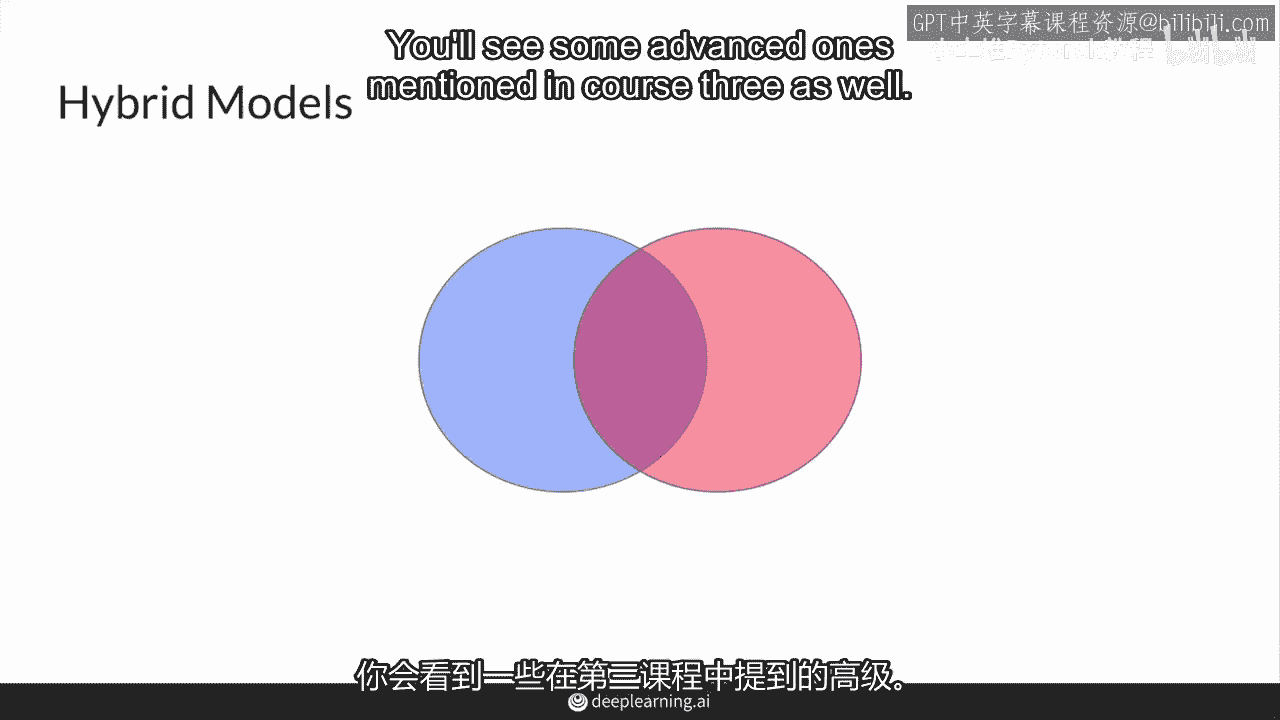 GPT中英字幕课程资源@bilibili.com
You'll see some advanced ones
mentioned in course three as well.
Hybrid Models
你会看到一些在第三课程中提到的高级。
deeplearning.ai